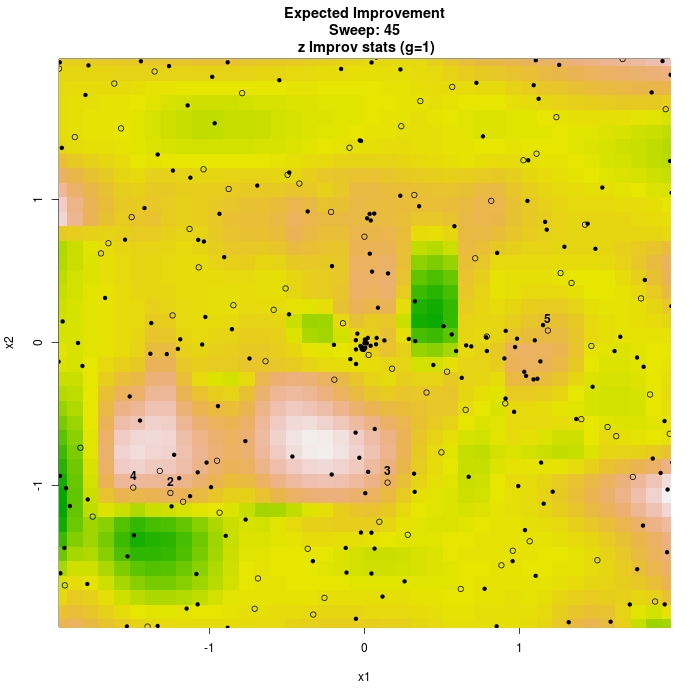 Expected Improvement
Sweep: 45
z Improv stats (g=1)
x2
1
0
-1
5
4
2
3
-1
0
1
x1